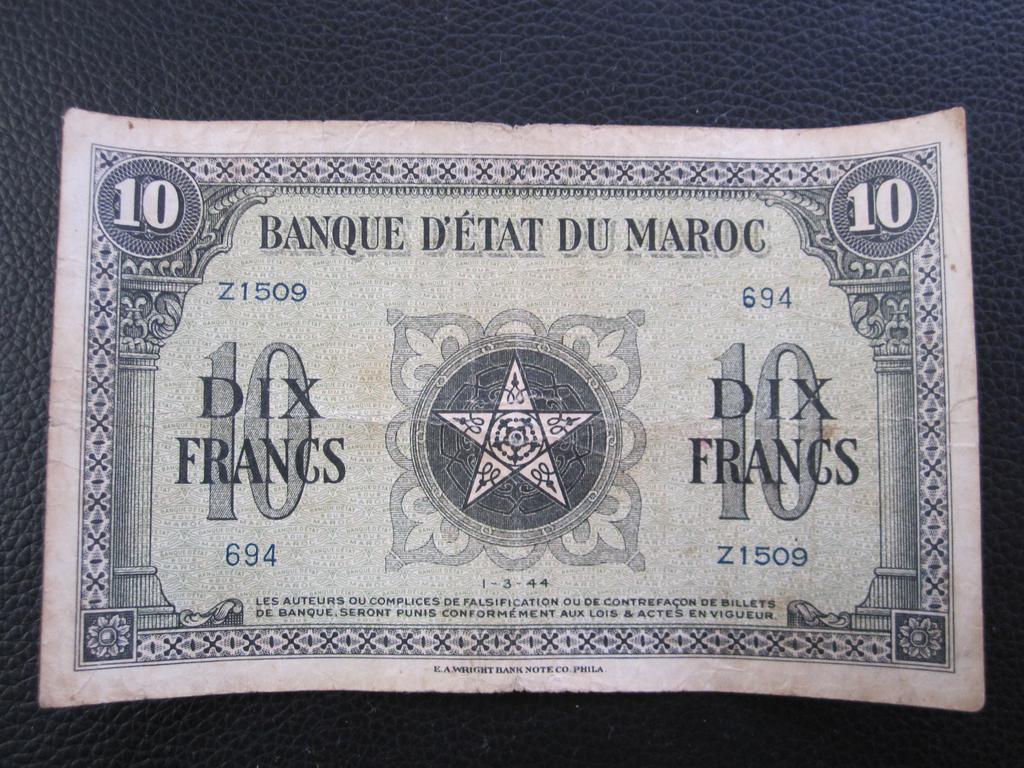 10 10
BANQUE D'ÉTAT DU MAROC
Z1509 694
10 10
DIX DIX
FRANCS FRANCS
694 Z1509
1-3-44
LES AUTEURS OU COMPLICES DE FALSIFICATION OU DE CONTREFAÇON DE BILLETS
DE BANQUE, SERONT PUNIS CONFORMÉMENT AUX LOIS & ACTES EN VIGUEUR.
E.A.WRIGHT BANK NOTE CO. PHILA.